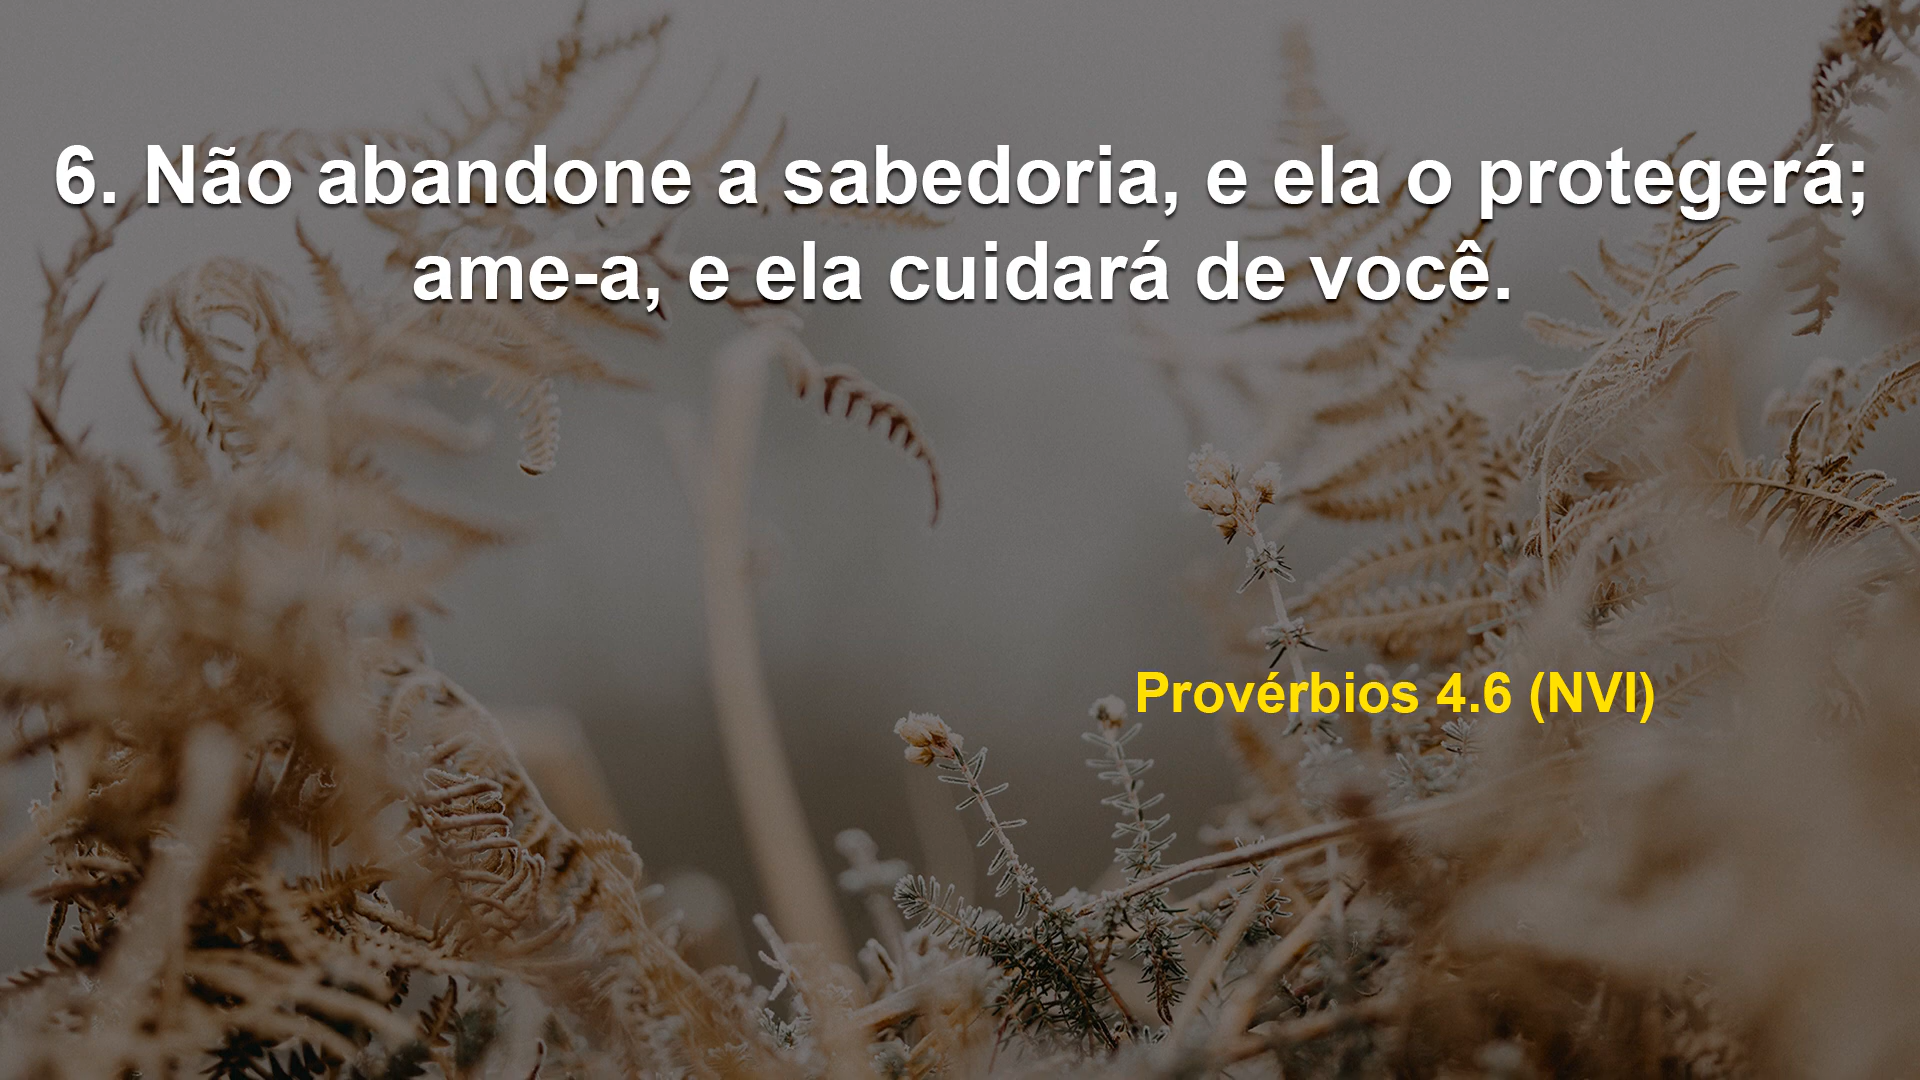 6. Não abandone a sabedoria, e ela o protegerá;
ame-a, e ela cuidará de você.
Provérbios 4.6 (NVI)